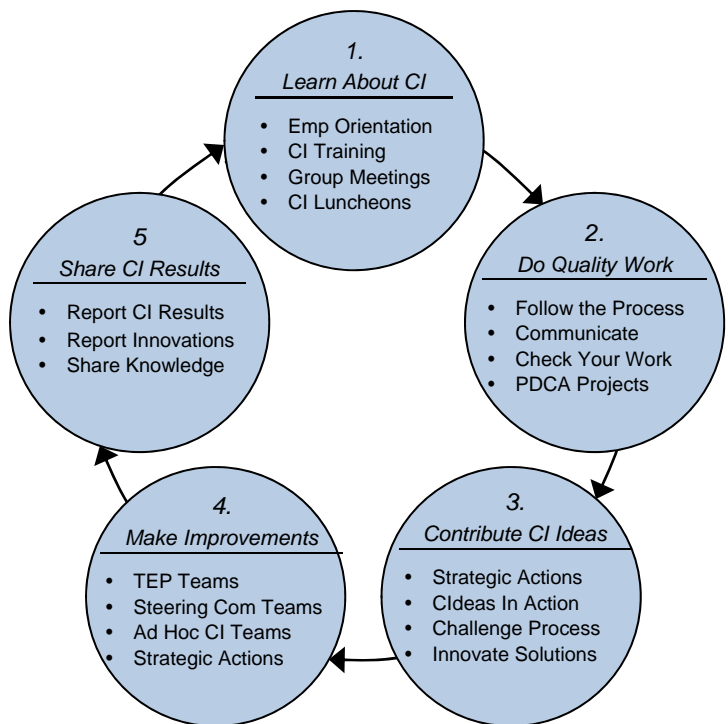 1.
Learn About CI
• Emp Orientation
• CI Training
• Group Meetings
• CI Luncheons
2.
Do Quality Work
• Follow the Process
• Communicate
• Check Your Work
• PDCA Projects
3.
Contribute CI Ideas
• Strategic Actions
• CIdeas In Action
• Challenge Process
• Innovate Solutions
4.
Make Improvements
• TEP Teams
• Steering Com Teams
• Ad Hoc CI Teams
• Strategic Actions
5
Share CI Results
• Report CI Results
• Report Innovations
• Share Knowledge